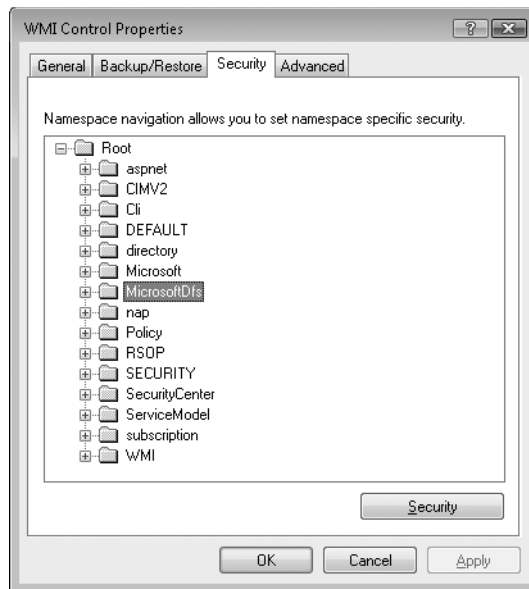 WMI Control Properties
General Backup/Restore Security Advanced
Namespace navigation allows you to set namespace specific security.
Root
aspnet
CIMV2
Cli
DEFAULT
directory
Microsoft
MicrosoftDfs
nap
Policy
RSOP
SECURITY
SecurityCenter
ServiceModel
subscription
WMI
Security
OK Cancel Apply